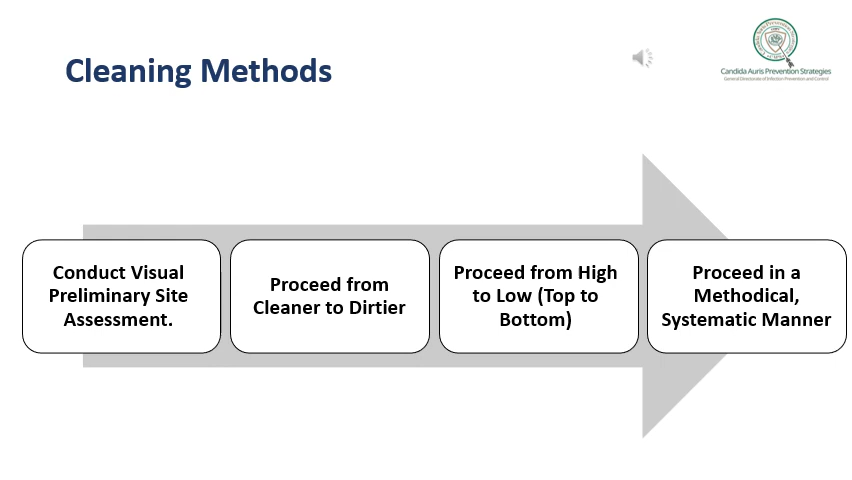 Cleaning Methods
Candida Auris Prevention Strategies
General Directorate of Infection Prevention and Control
Conduct Visual
Preliminary Site
Assessment.
Proceed from
Cleaner to Dirtier
Proceed from High
to Low (Top to
Bottom)
Proceed in a
Methodical,
Systematic Manner